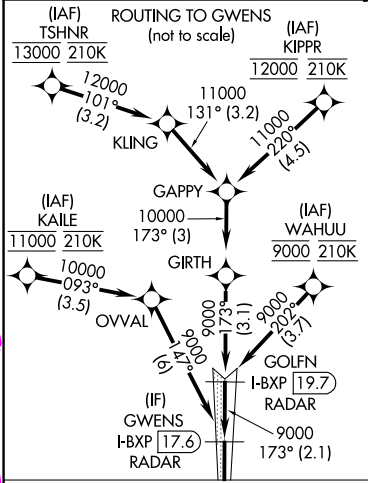 ROUTING TO GWENS
(not to scale)
(IAF)
TSHNR
13000 210K
(IAF)
KIPPR
12000 210K
12000
101°
(3.2)
KLING
11000
131° (3.2)
11000
220°
(4.5)
GAPPY
(IAF)
KAILE
11000 210K
10000
173° (3)
(IAF)
WAHUU
9000 210K
10000
093°
(3.5)
GIRTH
OVVAL
9000
173°
(3.1)
9000
202°
(3.7)
9000
147°
(6)
GOLFN
I-BXP 19.7
RADAR
(IF)
GWENS
I-BXP 17.6
RADAR
9000
173° (2.1)